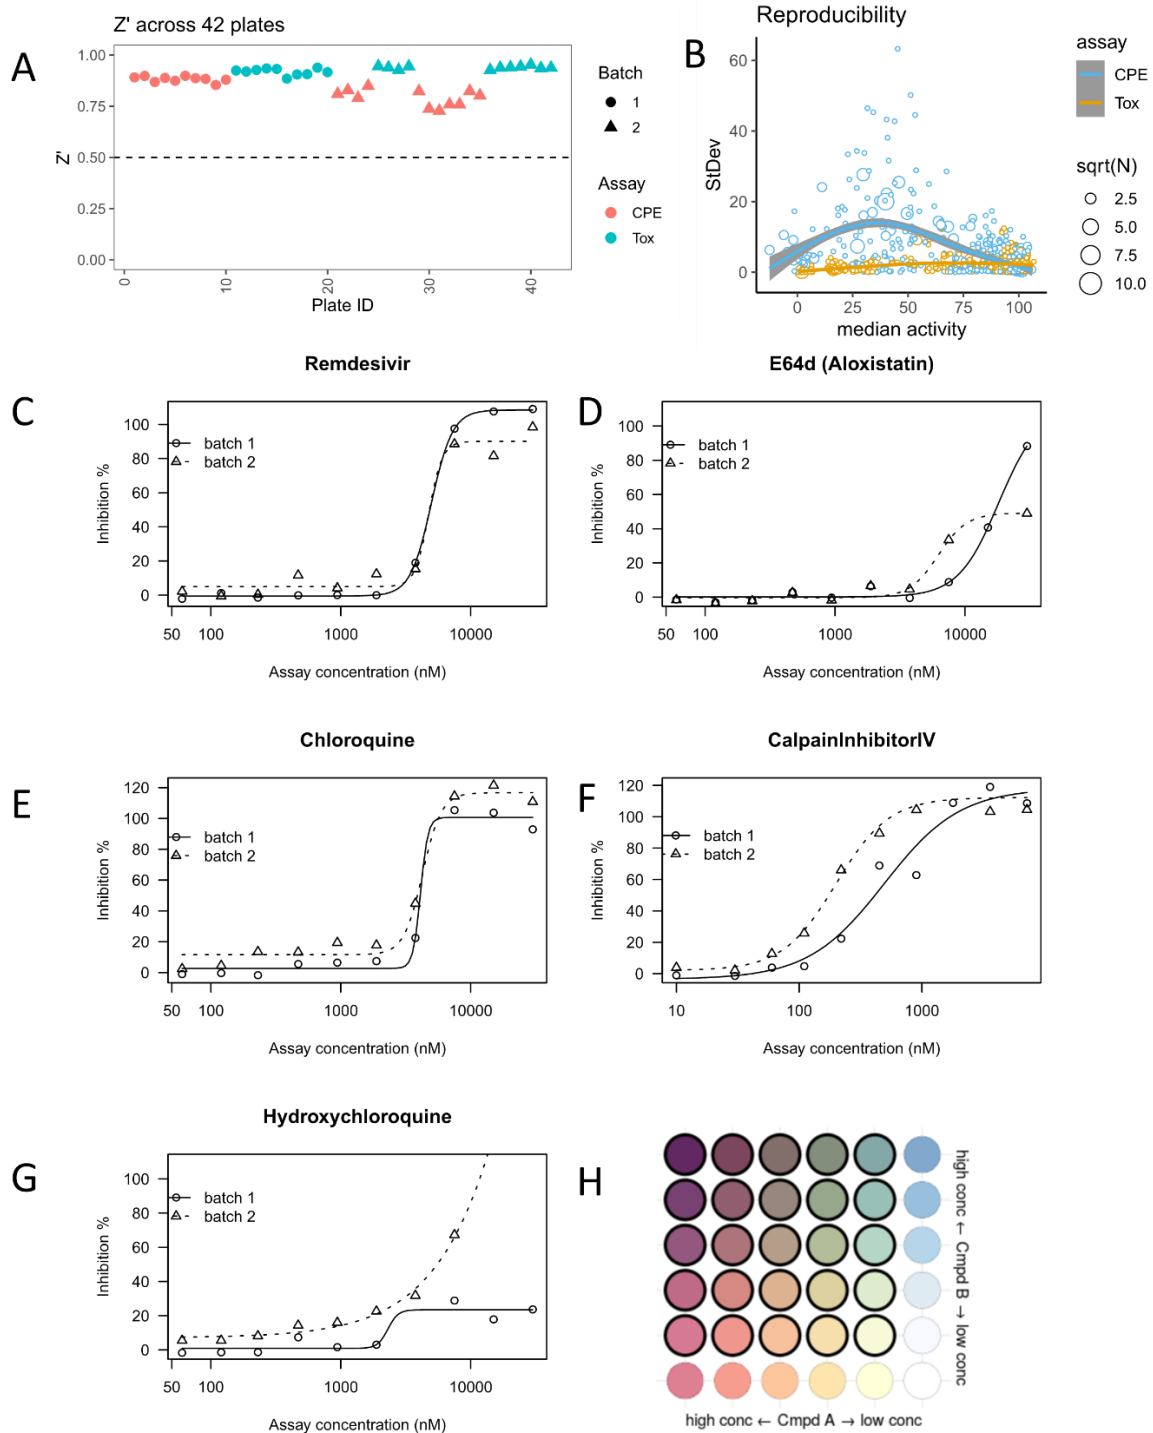 Z' across 42 plates
A
Z'
1.00
0.75
0.50
0.25
0.00
0
10
20
30
40
Plate ID
Batch
1
2
Assay
CPE
Tox
Reproducibility
B
StDev
60
40
20
0
0
25
50
75
100
median activity
assay
CPE
Tox
sqrt(N)
2.5
5.0
7.5
10.0
Remdesivir
C
Inhibition %
100
80
60
40
20
0
batch 1
batch 2
50
100
1000
10000
Assay concentration (nM)
E64d (Aloxistatin)
D
Inhibition %
100
80
60
40
20
0
batch 1
batch 2
50
100
1000
10000
Assay concentration (nM)
Chloroquine
E
Inhibition %
120
100
80
60
40
20
0
batch 1
batch 2
50
100
1000
10000
Assay concentration (nM)
CalpainInhibitorIV
F
Inhibition %
120
100
80
60
40
20
0
batch 1
batch 2
10
100
1000
Assay concentration (nM)
Hydroxychloroquine
G
Inhibition %
100
80
60
40
20
0
batch 1
batch 2
50
100
1000
10000
Assay concentration (nM)
H
high conc ← Cmpd B → low conc
high conc ← Cmpd A → low conc